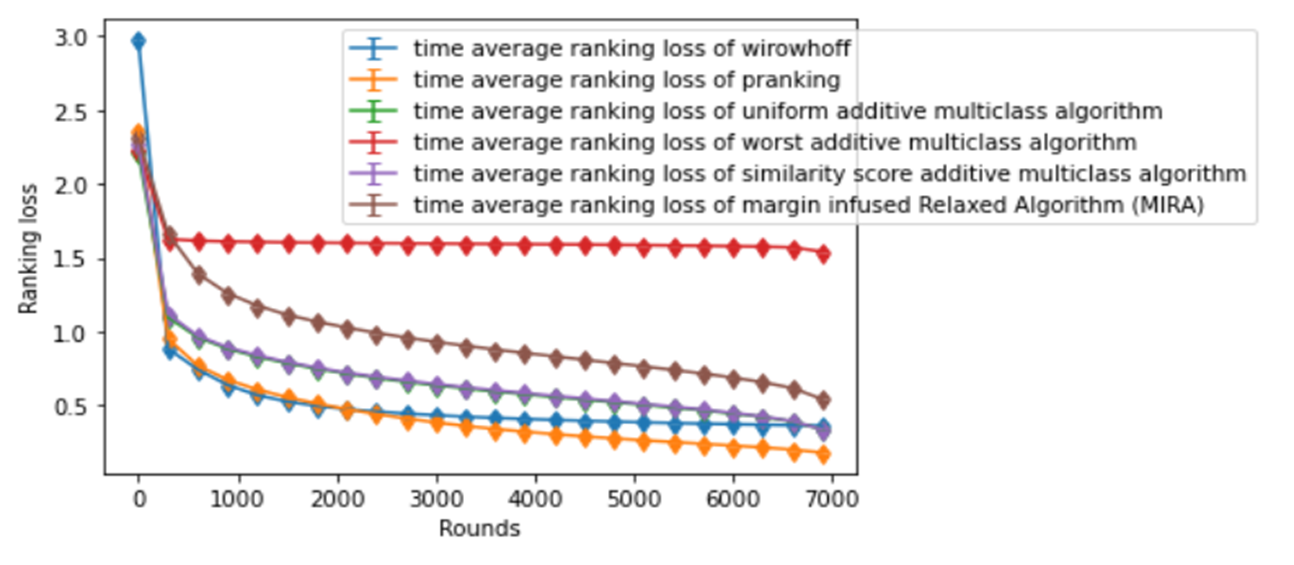 3.0
2.5
2.0
1.5
1.0
0.5
Ranking loss
time average ranking loss of wirowhoff
time average ranking loss of pranking
time average ranking loss of uniform additive multiclass algorithm
time average ranking loss of worst additive multiclass algorithm
time average ranking loss of similarity score additive multiclass algorithm
time average ranking loss of margin infused Relaxed Algorithm (MIRA)
0 1000 2000 3000 4000 5000 6000 7000
Rounds